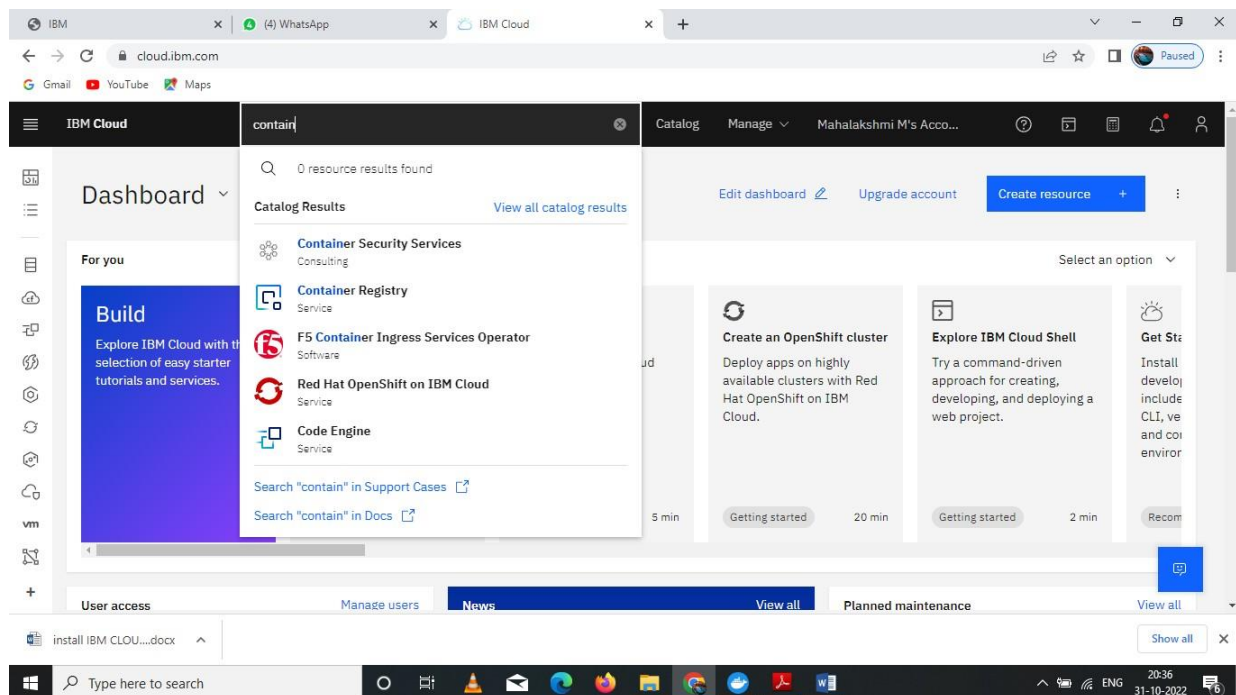 IBM
(4) WhatsApp
IBM Cloud
cloud.ibm.com
Paused
Gmail
YouTube
Maps
IBM Cloud
contain
Catalog
Manage
Mahalakshmi M's Acco...
Dashboard
Edit dashboard
Upgrade account
Create resource +
0 resource results found
Catalog Results
View all catalog results
Container Security Services
Consulting
Container Registry
Service
F5 Container Ingress Services Operator
Software
Red Hat OpenShift on IBM Cloud
Service
Code Engine
Service
Search "contain" in Support Cases
Search "contain" in Docs
For you
Select an option
Build
Explore IBM Cloud with th
selection of easy starter
tutorials and services.
ud
5 min
Create an OpenShift cluster
Deploy apps on highly
available clusters with Red
Hat OpenShift on IBM
Cloud.
Getting started
20 min
Explore IBM Cloud Shell
Try a command-driven
approach for creating,
developing, and deploying a
web project.
Getting started
2 min
Get Sta
Install
develop
include
CLI, ve
and con
environ
Recom
vm
User access
Manage users
News
View all
Planned maintenance
View all
install IBM CLOU....docx
Show all
Type here to search
ENG
20:36
31-10-2022